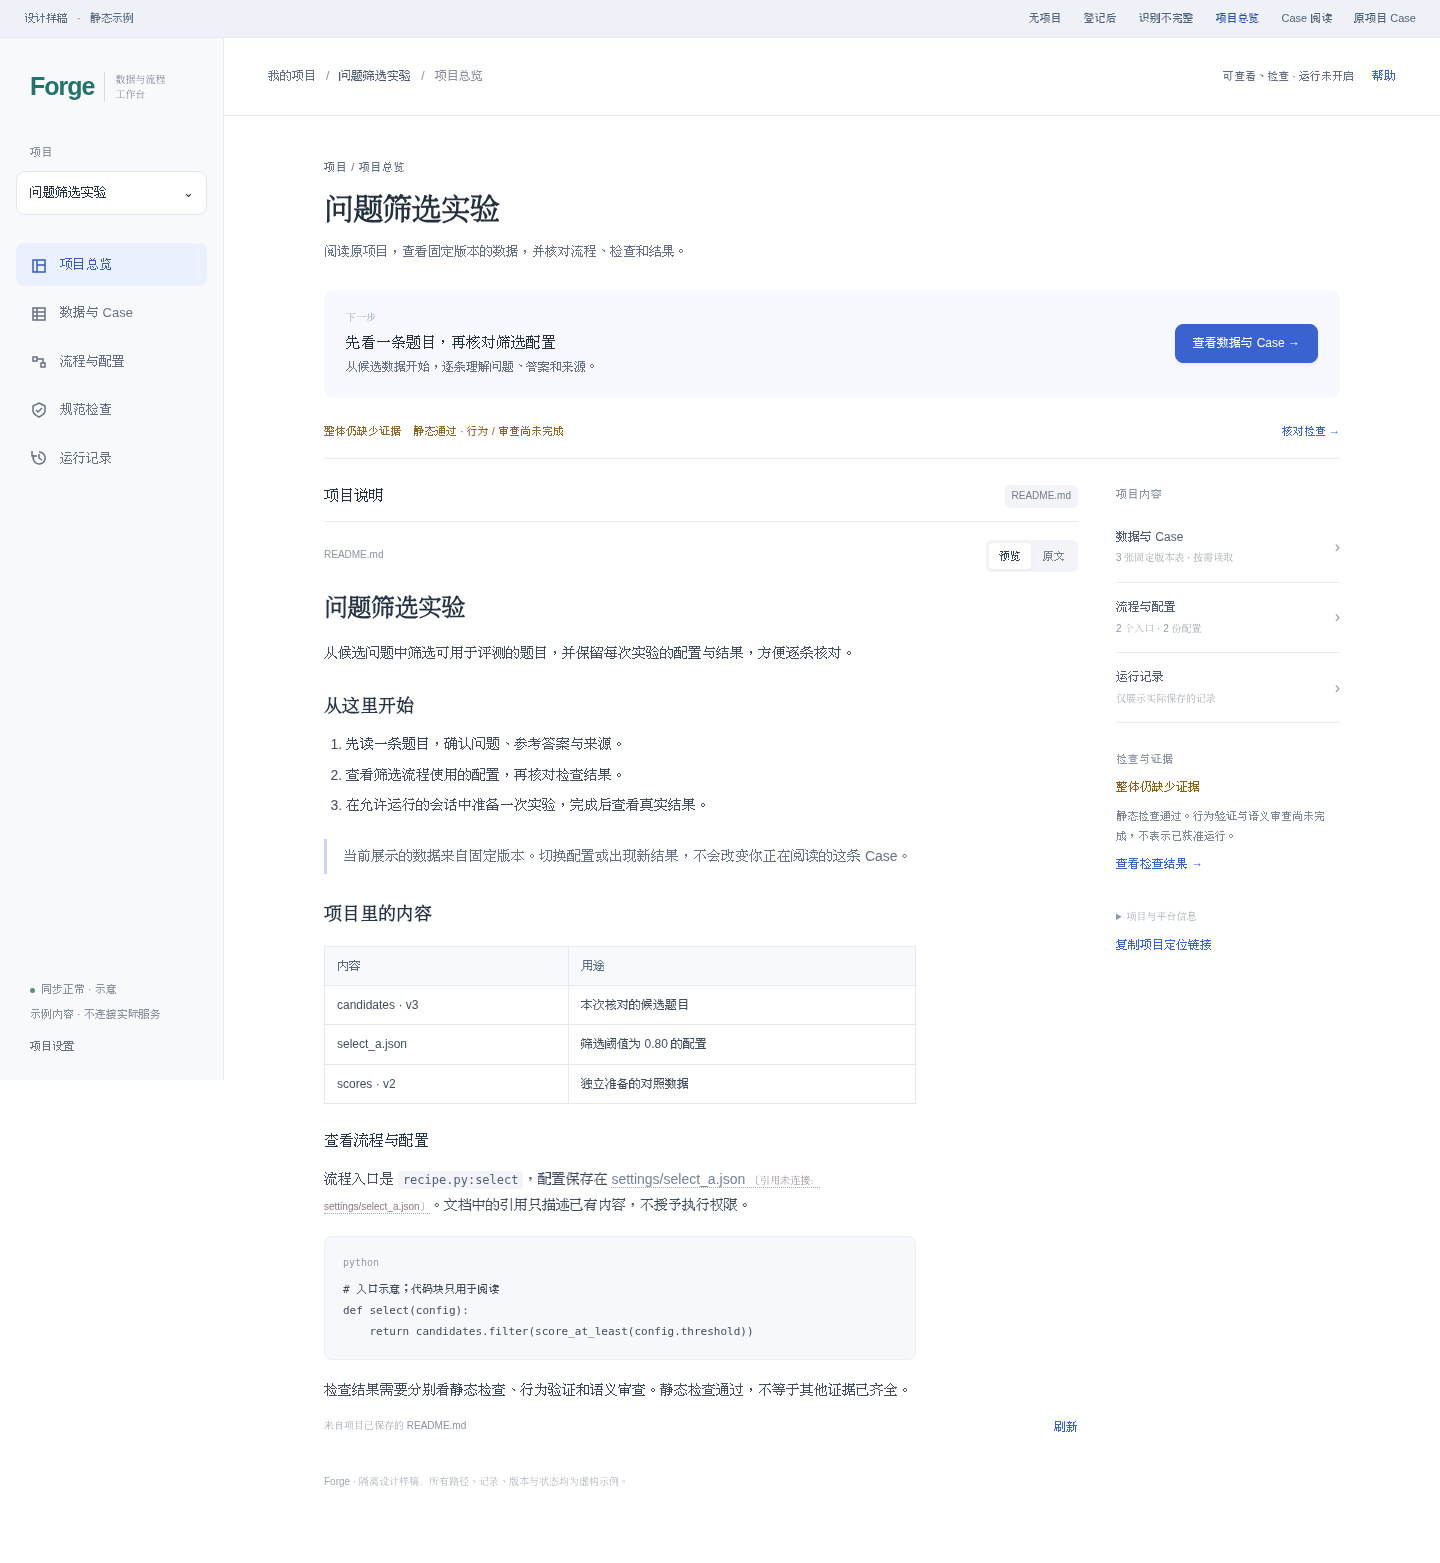 设计样稿 · 静态示例
无项目 登记后 识别不完整 项目总览 Case 阅读 原项目 Case
Forge
数据与流程
工作台
项目
问题筛选实验
项目总览
数据与 Case
流程与配置
规范检查
运行记录
同步正常 · 示意
示例内容 · 不连接实际服务
项目设置
我的项目 / 问题筛选实验 / 项目总览
可查看、检查 · 运行未开启 帮助
项目 / 项目总览
问题筛选实验
阅读原项目，查看固定版本的数据，并核对流程、检查和结果。
下一步
先看一条题目，再核对筛选配置
从候选数据开始，逐条理解问题、答案和来源。
查看数据与 Case →
整体仍缺少证据 静态通过 · 行为 / 审查尚未完成
核对检查 →
项目说明
README.md
README.md
预览 原文
问题筛选实验
从候选问题中筛选可用于评测的题目，并保留每次实验的配置与结果，方便逐条核对。
从这里开始
1. 先读一条题目，确认问题、参考答案与来源。
2. 查看筛选流程使用的配置，再核对检查结果。
3. 在允许运行的会话中准备一次实验，完成后查看真实结果。
当前展示的数据来自固定版本。切换配置或出现新结果，不会改变你正在阅读的这条 Case。
项目里的内容
内容 用途
candidates · v3 本次核对的候选题目
select_a.json 筛选阈值为 0.80 的配置
scores · v2 独立准备的对照数据
查看流程与配置
流程入口是 recipe.py:select，配置保存在 settings/select_a.json〔引用未连接:
settings/select_a.json〕。文档中的引用只描述已有内容，不授予执行权限。
python
# 入口示意；代码块只用于阅读
def select(config):
return candidates.filter(score_at_least(config.threshold))
检查结果需要分别看静态检查、行为验证和语义审查。静态检查通过，不等于其他证据已齐全。
来自项目已保存的 README.md
刷新
Forge · 隔离设计样稿。所有路径、记录、版本与状态均为虚构示例。
项目内容
数据与 Case
3 张固定版本表 · 按需读取
流程与配置
2 个入口 · 2 份配置
运行记录
仅展示实际保存的记录
检查与证据
整体仍缺少证据
静态检查通过。行为验证与语义审查尚未完
成，不表示已获准运行。
查看检查结果 →
项目与平台信息
复制项目定位链接